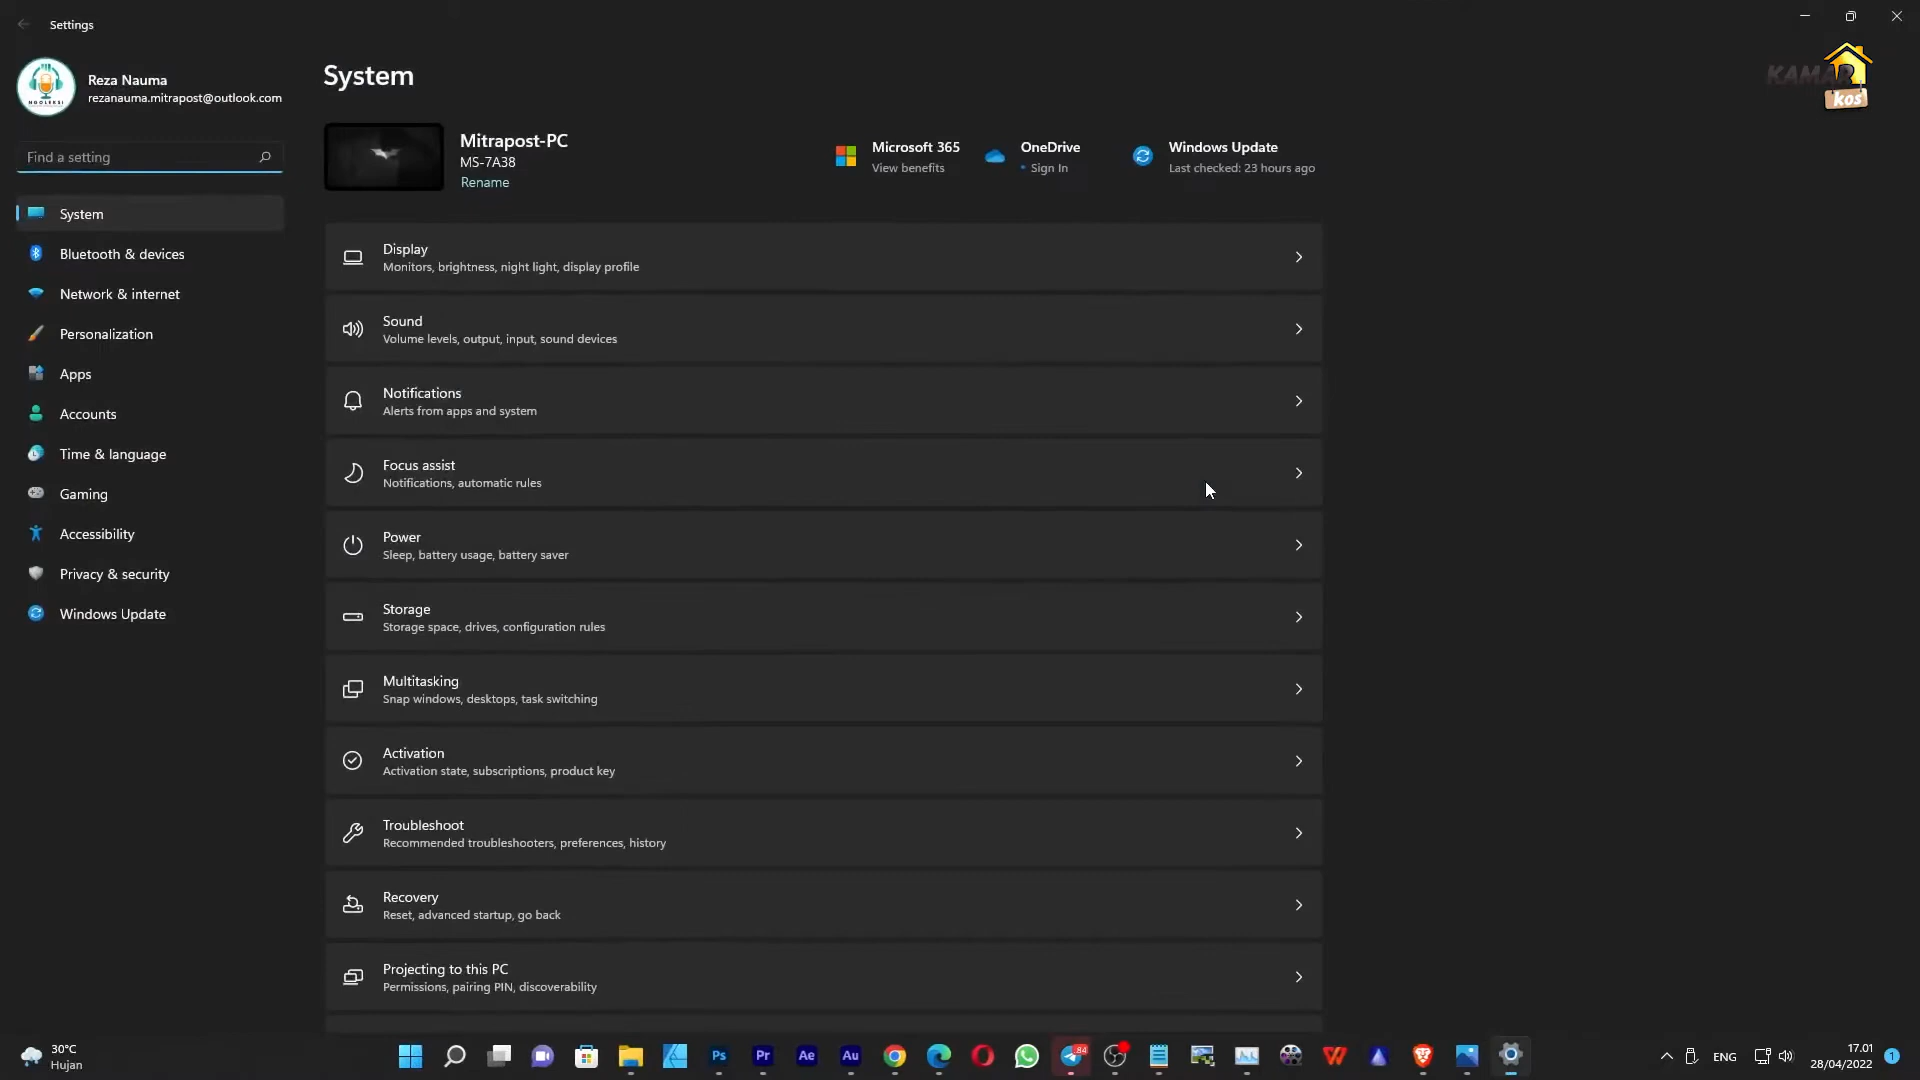 Settings
Reza Nauma
rezanauma.mitrapost@outlook.com
Find a setting
System
Bluetooth & devices
Network & internet
Personalization
Apps
Accounts
Time & language
Gaming
Accessibility
Privacy & security
Windows Update
System
Mitrapost-PC
MS-7A38
Rename
Microsoft 365
View benefits
OneDrive
• Sign In
Windows Update
Last checked: 23 hours ago
Display
Monitors, brightness, night light, display profile
Sound
Volume levels, output, input, sound devices
Notifications
Alerts from apps and system
Focus assist
Notifications, automatic rules
Power
Sleep, battery usage, battery saver
Storage
Storage space, drives, configuration rules
Multitasking
Snap windows, desktops, task switching
Activation
Activation state, subscriptions, product key
Troubleshoot
Recommended troubleshooters, preferences, history
Recovery
Reset, advanced startup, go back
Projecting to this PC
Permissions, pairing PIN, discoverability
KAMAR
kos
30°C
Hujan
Ps
Pr
Ae
Au
84
ENG
17.01
28/04/2022
1